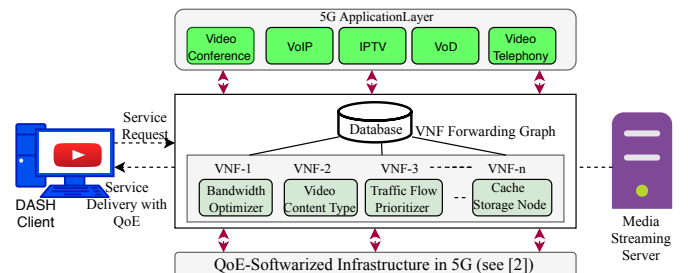 5G ApplicationLayer
Video
Conference
VoIP
IPTV
VoD
Video
Telephony
Service
Request
Database
VNF Forwarding Graph
VNF-1
VNF-2
VNF-3
VNF-n
Bandwidth
Optimizer
Video
Content Type
Traffic Flow
Prioritizer
Cache
Storage Node
DASH
Client
Service
Delivery with
QoE
Media
Streaming
Server
QoE-Softwarized Infrastructure in 5G (see [2])